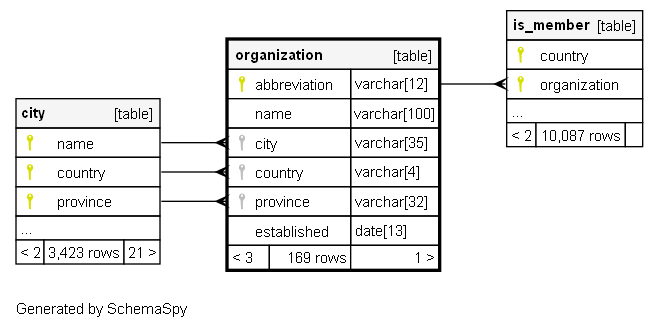 city [table]
name
country
province
...
< 2 3,423 rows 21 >
organization [table]
abbreviation varchar[12]
name varchar[100]
city varchar[35]
country varchar[4]
province varchar[32]
established date[13]
< 3 169 rows 1 >
is_member [table]
country
organization
...
< 2 10,087 rows
Generated by SchemaSpy